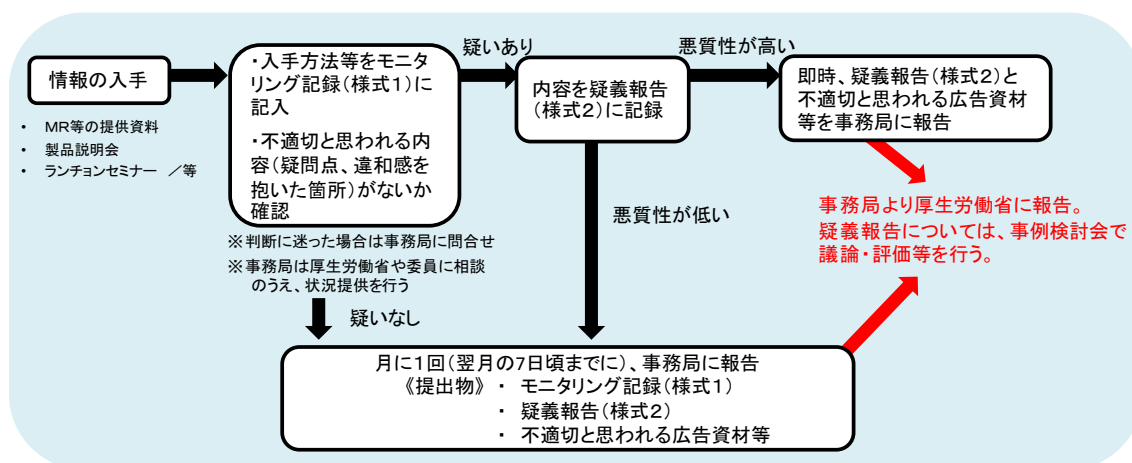 情報の入手
• MR等の提供資料
• 製品説明会
• ランチョンセミナー ／等
・入手方法等をモニタ
リング記録（様式１）に
記入
・不適切と思われる内
容（疑問点、違和感を
抱いた箇所）がないか
確認
※判断に迷った場合は事務局に問合せ
※事務局は厚生労働省や委員に相談
のうえ、状況提供を行う
疑いあり
疑いなし
内容を疑義報告
（様式２）に記録
悪質性が高い
悪質性が低い
即時、疑義報告（様式２）と
不適切と思われる広告資材
等を事務局に報告
事務局より厚生労働省に報告。
疑義報告については、事例検討会で
議論・評価等を行う。
月に１回（翌月の７日頃までに）、事務局に報告
《提出物》・ モニタリング記録（様式１）
・ 疑義報告（様式２）
・ 不適切と思われる広告資材等